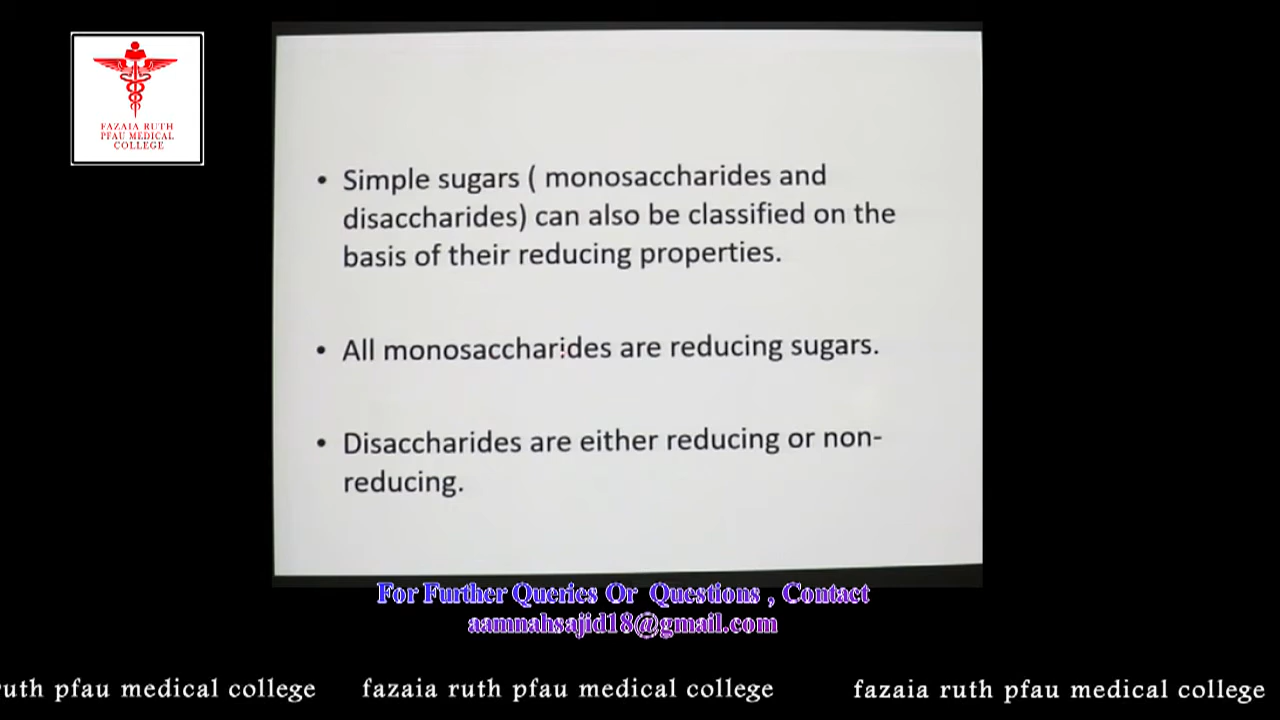 FAZAIA RUTH
PFAU MEDICAL
COLLEGE
• Simple sugars ( monosaccharides and
disaccharides) can also be classified on the
basis of their reducing properties.
• All monosaccharides are reducing sugars.
• Disaccharides are either reducing or non-
reducing.
For Further Queries Or Questions , Contact
aamnahsajid18@gmail.com
ruth pfau medical college fazaia ruth pfau medical college fazaia ruth pfau medical college